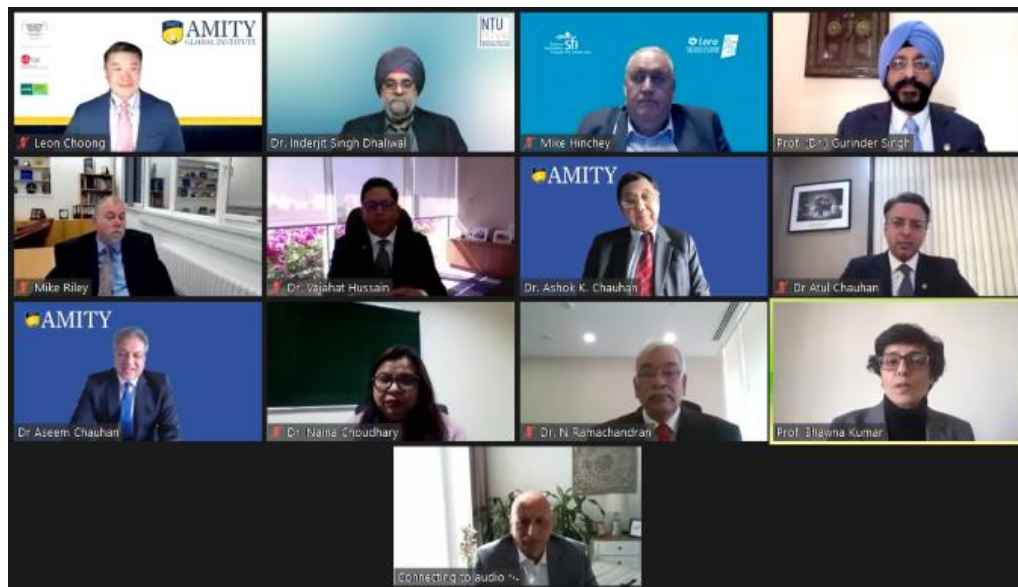 AMITY
GLOBAL INSTITUTE
NTU
sfi
Lero
Leon Choong
Dr. Inderjit Singh Dhaliwal
Mike Hinchey
Prof. (Dr.) Gurinder Singh
AMITY
Mike Riley
Dr. Vajahat Hussain
Dr. Ashok K. Chauhan
Dr Atul Chauhan
AMITY
Dr Aseem Chauhan
Dr. Naina Choudhary
Dr. N Ramachandran
Prof. Bhawna Kumar
Connecting to audio